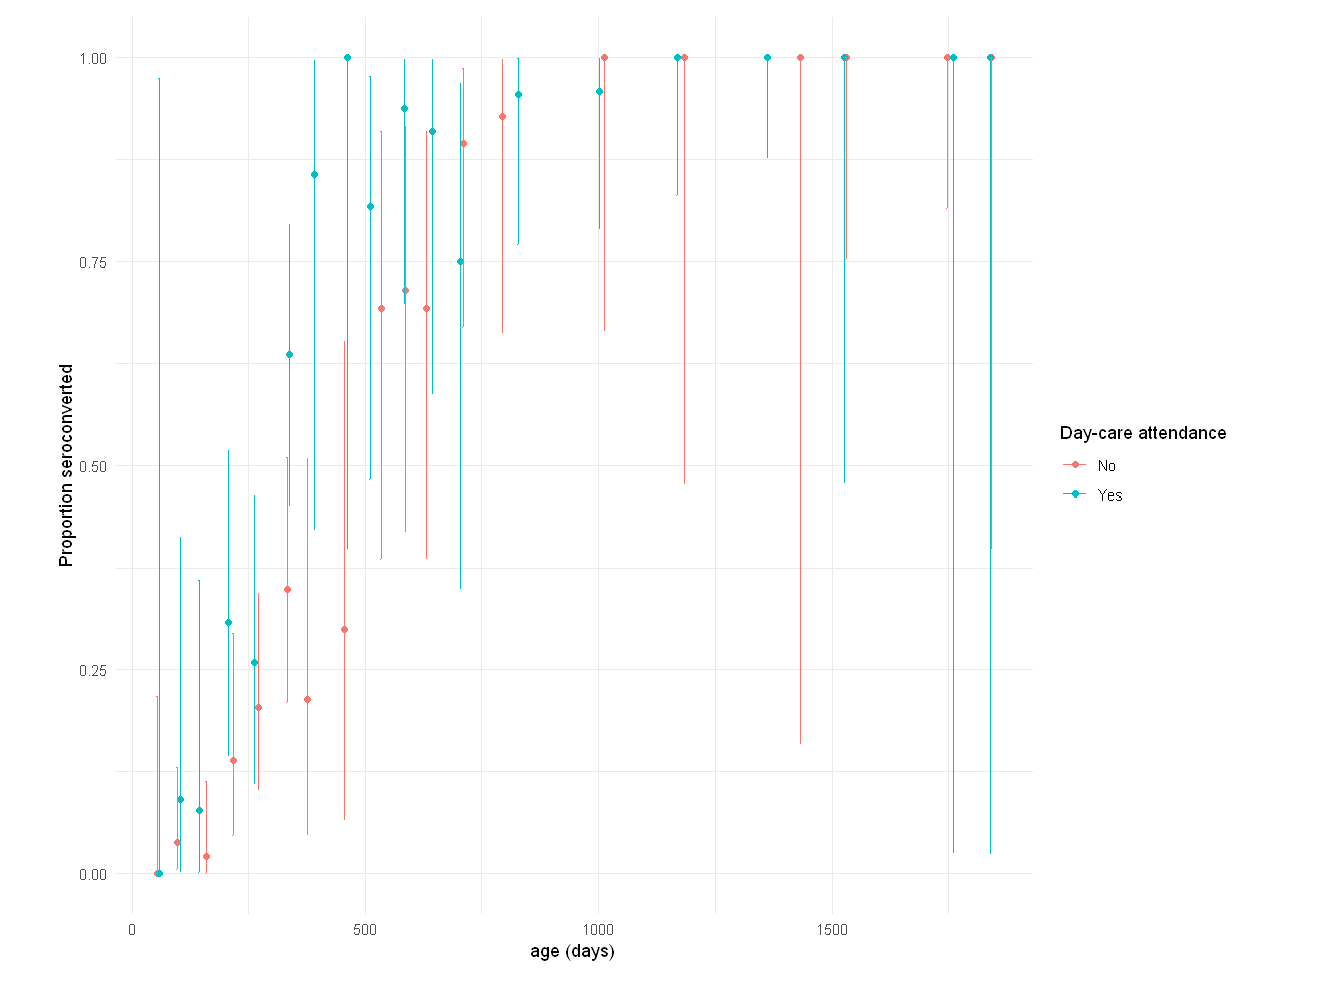 1.00
0.75
0.50
0.25
0.00
Proportion seroconverted
0 500 1000 1500
age (days)
Day-care attendance
No
Yes